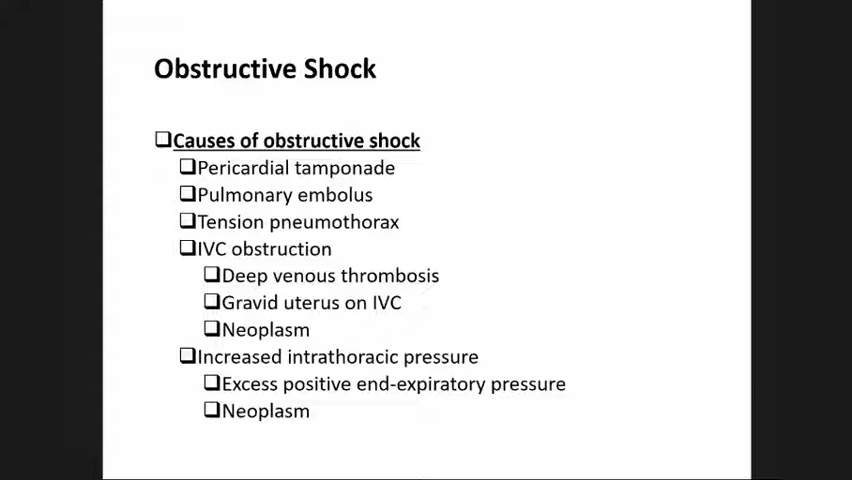 Obstructive Shock
Causes of obstructive shock
Pericardial tamponade
Pulmonary embolus
Tension pneumothorax
IVC obstruction
Deep venous thrombosis
Gravid uterus on IVC
Neoplasm
Increased intrathoracic pressure
Excess positive end-expiratory pressure
Neoplasm